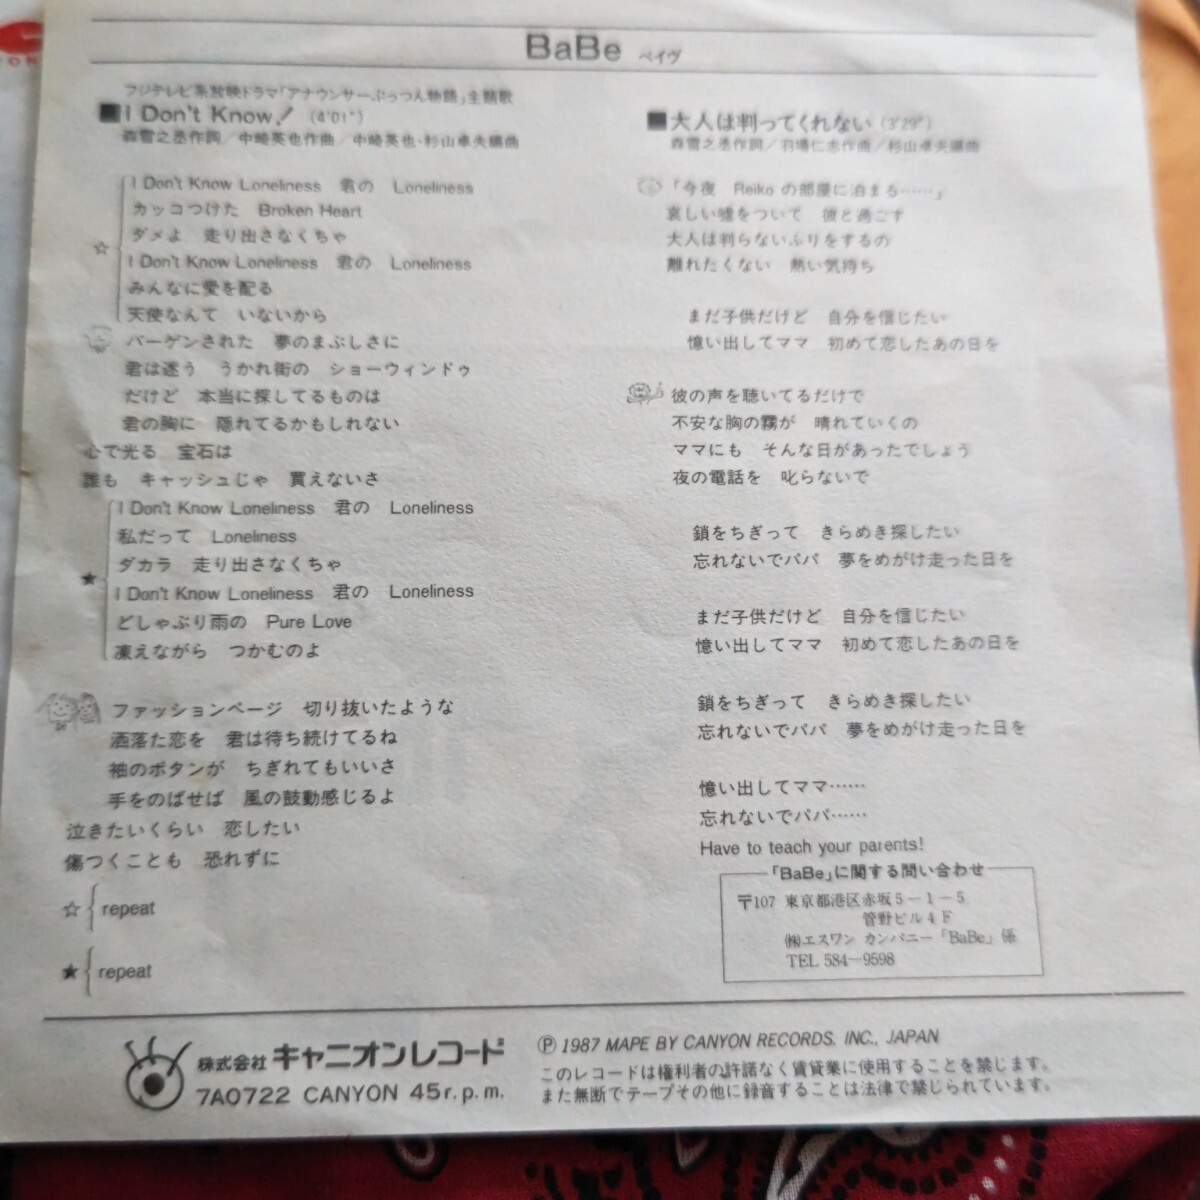 BaBe ベイヴ
フジテレビ系放映ドラマ「アナウンサーぷっつん物語」主題歌
■I Don't Know! (4'01")
森雪之丞作詞／中崎英也作曲／中崎英也・杉山卓夫編曲
☆
I Don't Know Loneliness 君の Loneliness
カッコつけた Broken Heart
ダメよ 走り出さなくちゃ
I Don't Know Loneliness 君の Loneliness
みんなに愛を配る
天使なんて いないから
バーゲンされた 夢のまぶしさに
君は迷う うかれ街の ショーウィンドゥ
だけど 本当に探してるものは
君の胸に 隠れてるかもしれない
心で光る 宝石は
誰も キャッシュじゃ 買えないさ
★
I Don't Know Loneliness 君の Loneliness
私だって Loneliness
ダカラ 走り出さなくちゃ
I Don't Know Loneliness 君の Loneliness
どしゃぶり雨の Pure Love
凍えながら つかむのよ
ファッションページ 切り抜いたような
洒落た恋を 君は待ち続けてるね
袖のボタンが ちぎれてもいいさ
手をのばせば 風の鼓動感じるよ
泣きたいくらい 恋したい
傷つくことも 恐れずに
☆{repeat
★{repeat
■大人は判ってくれない (3'29")
森雪之丞作詞／羽場仁志作曲／杉山卓夫編曲
「今夜 Reiko の部屋に泊まる……」
哀しい嘘をついて 彼と過ごす
大人は判らないふりをするの
離れたくない 熱い気持ち
まだ子供だけど 自分を信じたい
憶い出してママ 初めて恋したあの日を
彼の声を聴いてるだけで
不安な胸の霧が 晴れていくの
ママにも そんな日があったでしょう
夜の電話を 叱らないで
鎖をちぎって きらめき探したい
忘れないでパパ 夢をめがけ走った日を
まだ子供だけど 自分を信じたい
憶い出してママ 初めて恋したあの日を
鎖をちぎって きらめき探したい
忘れないでパパ 夢をめがけ走った日を
憶い出してママ……
忘れないでパパ……
Have to teach your parents!
「BaBe」に関する問い合わせ
〒107 東京都港区赤坂5－1－5
管野ビル4F
㈱エスワン カンパニー「BaBe」係
TEL 584－9598
株式会社 キャニオンレコード
7A0722 CANYON 45r.p.m.
Ⓟ 1987 MAPE BY CANYON RECORDS. INC., JAPAN
このレコードは権利者の許諾なく賃貸業に使用することを禁じます。
また無断でテープその他に録音することは法律で禁じられています。